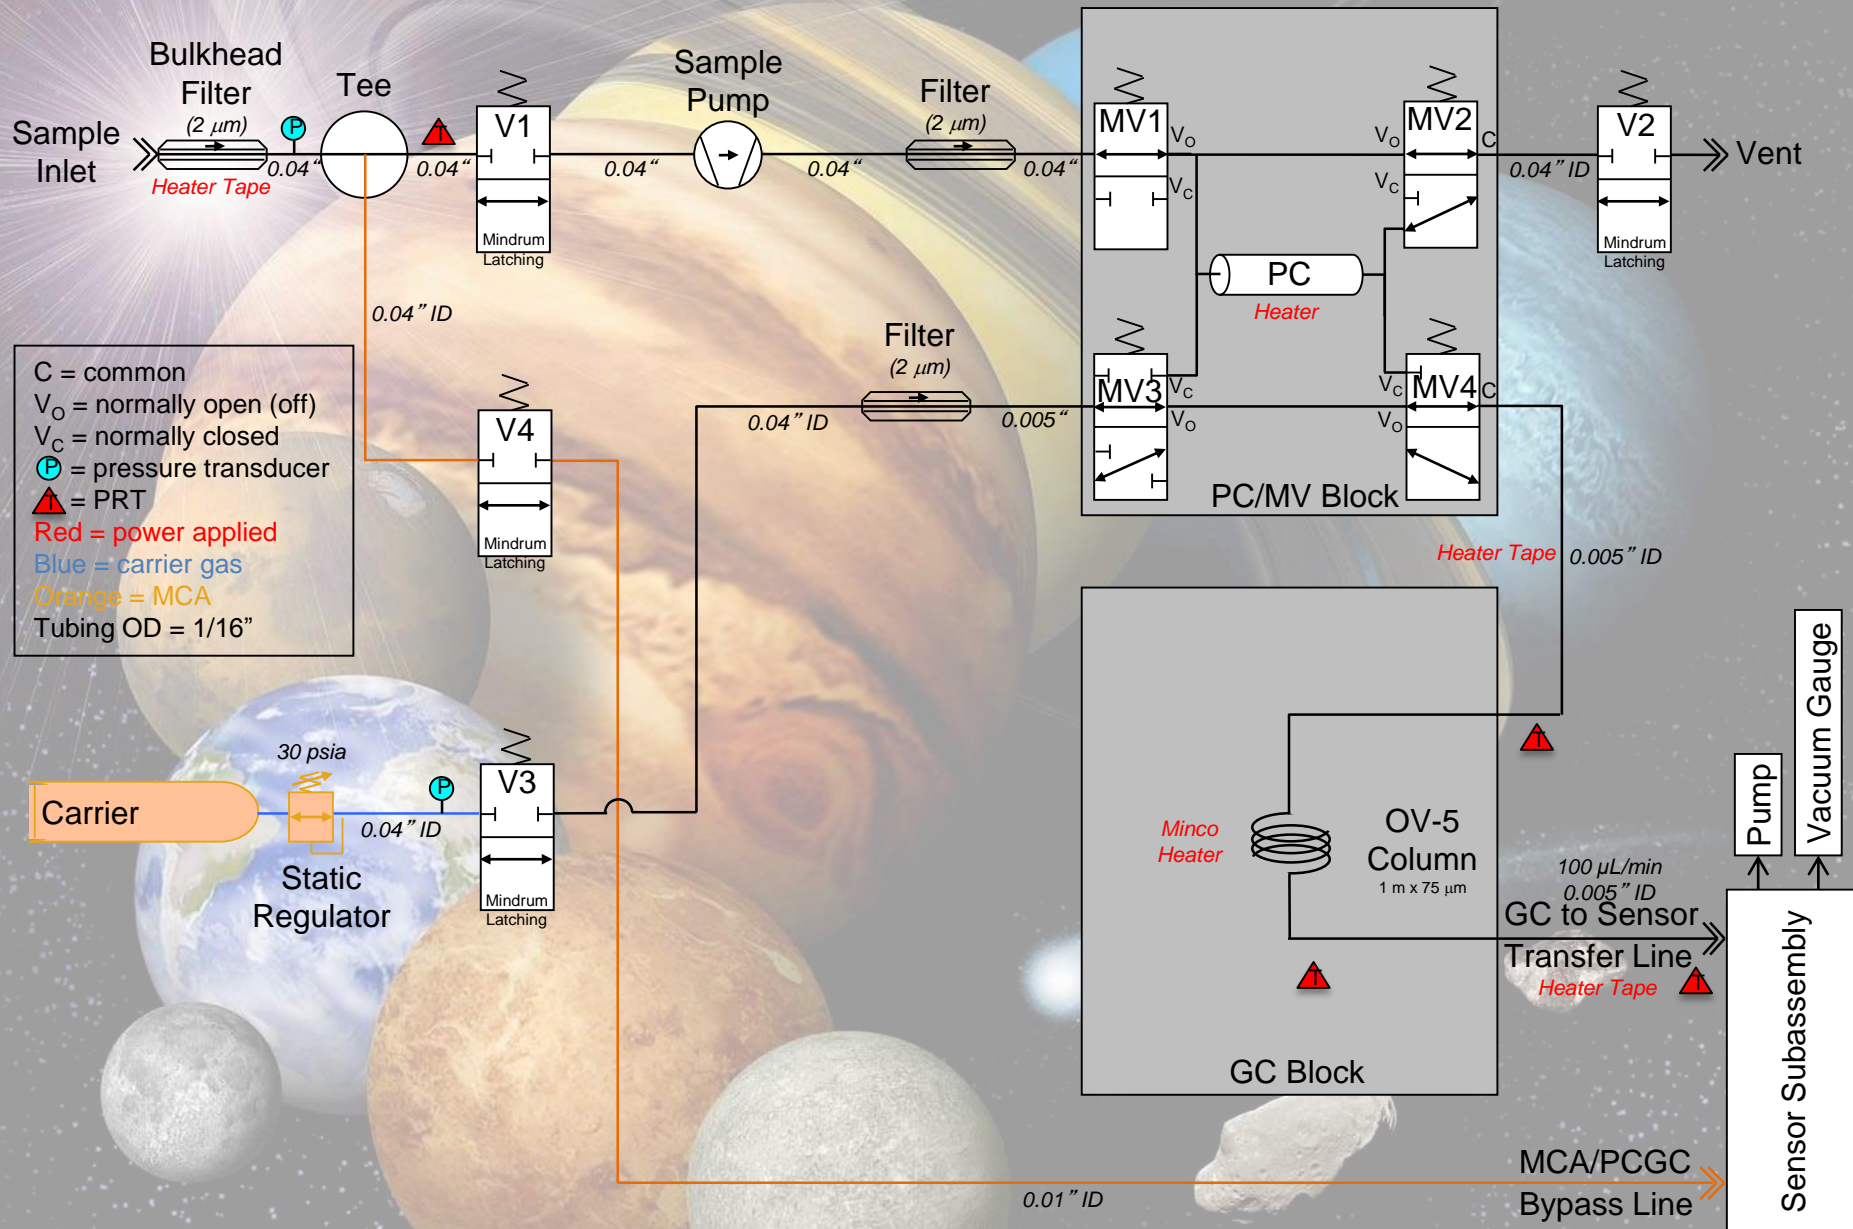 Bulkhead
Filter
(2 μm)
Sample
Inlet
Heater Tape
P
0.04“
Tee
T
0.04“
V1
Mindrum
Latching
0.04“
Sample
Pump
0.04“
Filter
(2 μm)
0.04“
MV1
VO
VC
VO
VC
MV2
C
0.04” ID
V2
Mindrum
Latching
Vent
PC
Heater
0.04” ID
C = common
VO = normally open (off)
VC = normally closed
P = pressure transducer
T = PRT
Red = power applied
Blue = carrier gas
Orange = MCA
Tubing OD = 1/16”
V4
Mindrum
Latching
Filter
(2 μm)
0.04” ID
0.005“
MV3
VC
VO
VC
VO
MV4
C
PC/MV Block
Heater Tape
0.005” ID
T
Carrier
30 psia
Static
Regulator
0.04” ID
P
V3
Mindrum
Latching
Minco
Heater
OV-5
Column
1 m x 75 μm
T
GC Block
100 μL/min
0.005” ID
GC to Sensor
Transfer Line
Heater Tape
T
Pump
Vacuum Gauge
Sensor Subassembly
0.01” ID
MCA/PCGC
Bypass Line